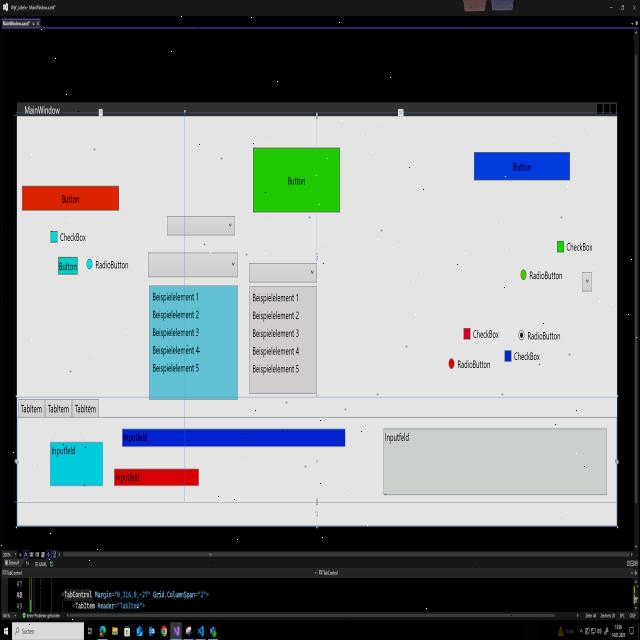 MainWindow
Button
Button
Button
CheckBox
CheckBox
Button
RadioButton
RadioButton
Beispielelement 1
Beispielelement 2
Beispielelement 3
Beispielelement 4
Beispielelement 5
Beispielelement 1
Beispielelement 2
Beispielelement 3
Beispielelement 4
Beispielelement 5
CheckBox
RadioButton
CheckBox
RadioButton
TabItem TabItem TabItem
Inputfeld
Inputfeld
Inputfeld
Inputfeld
47
48 <TabControl Margin="0,316,0,-27" Grid.ColumnSpan="2">
49 <TabItem Header="TabItem">
Suchen